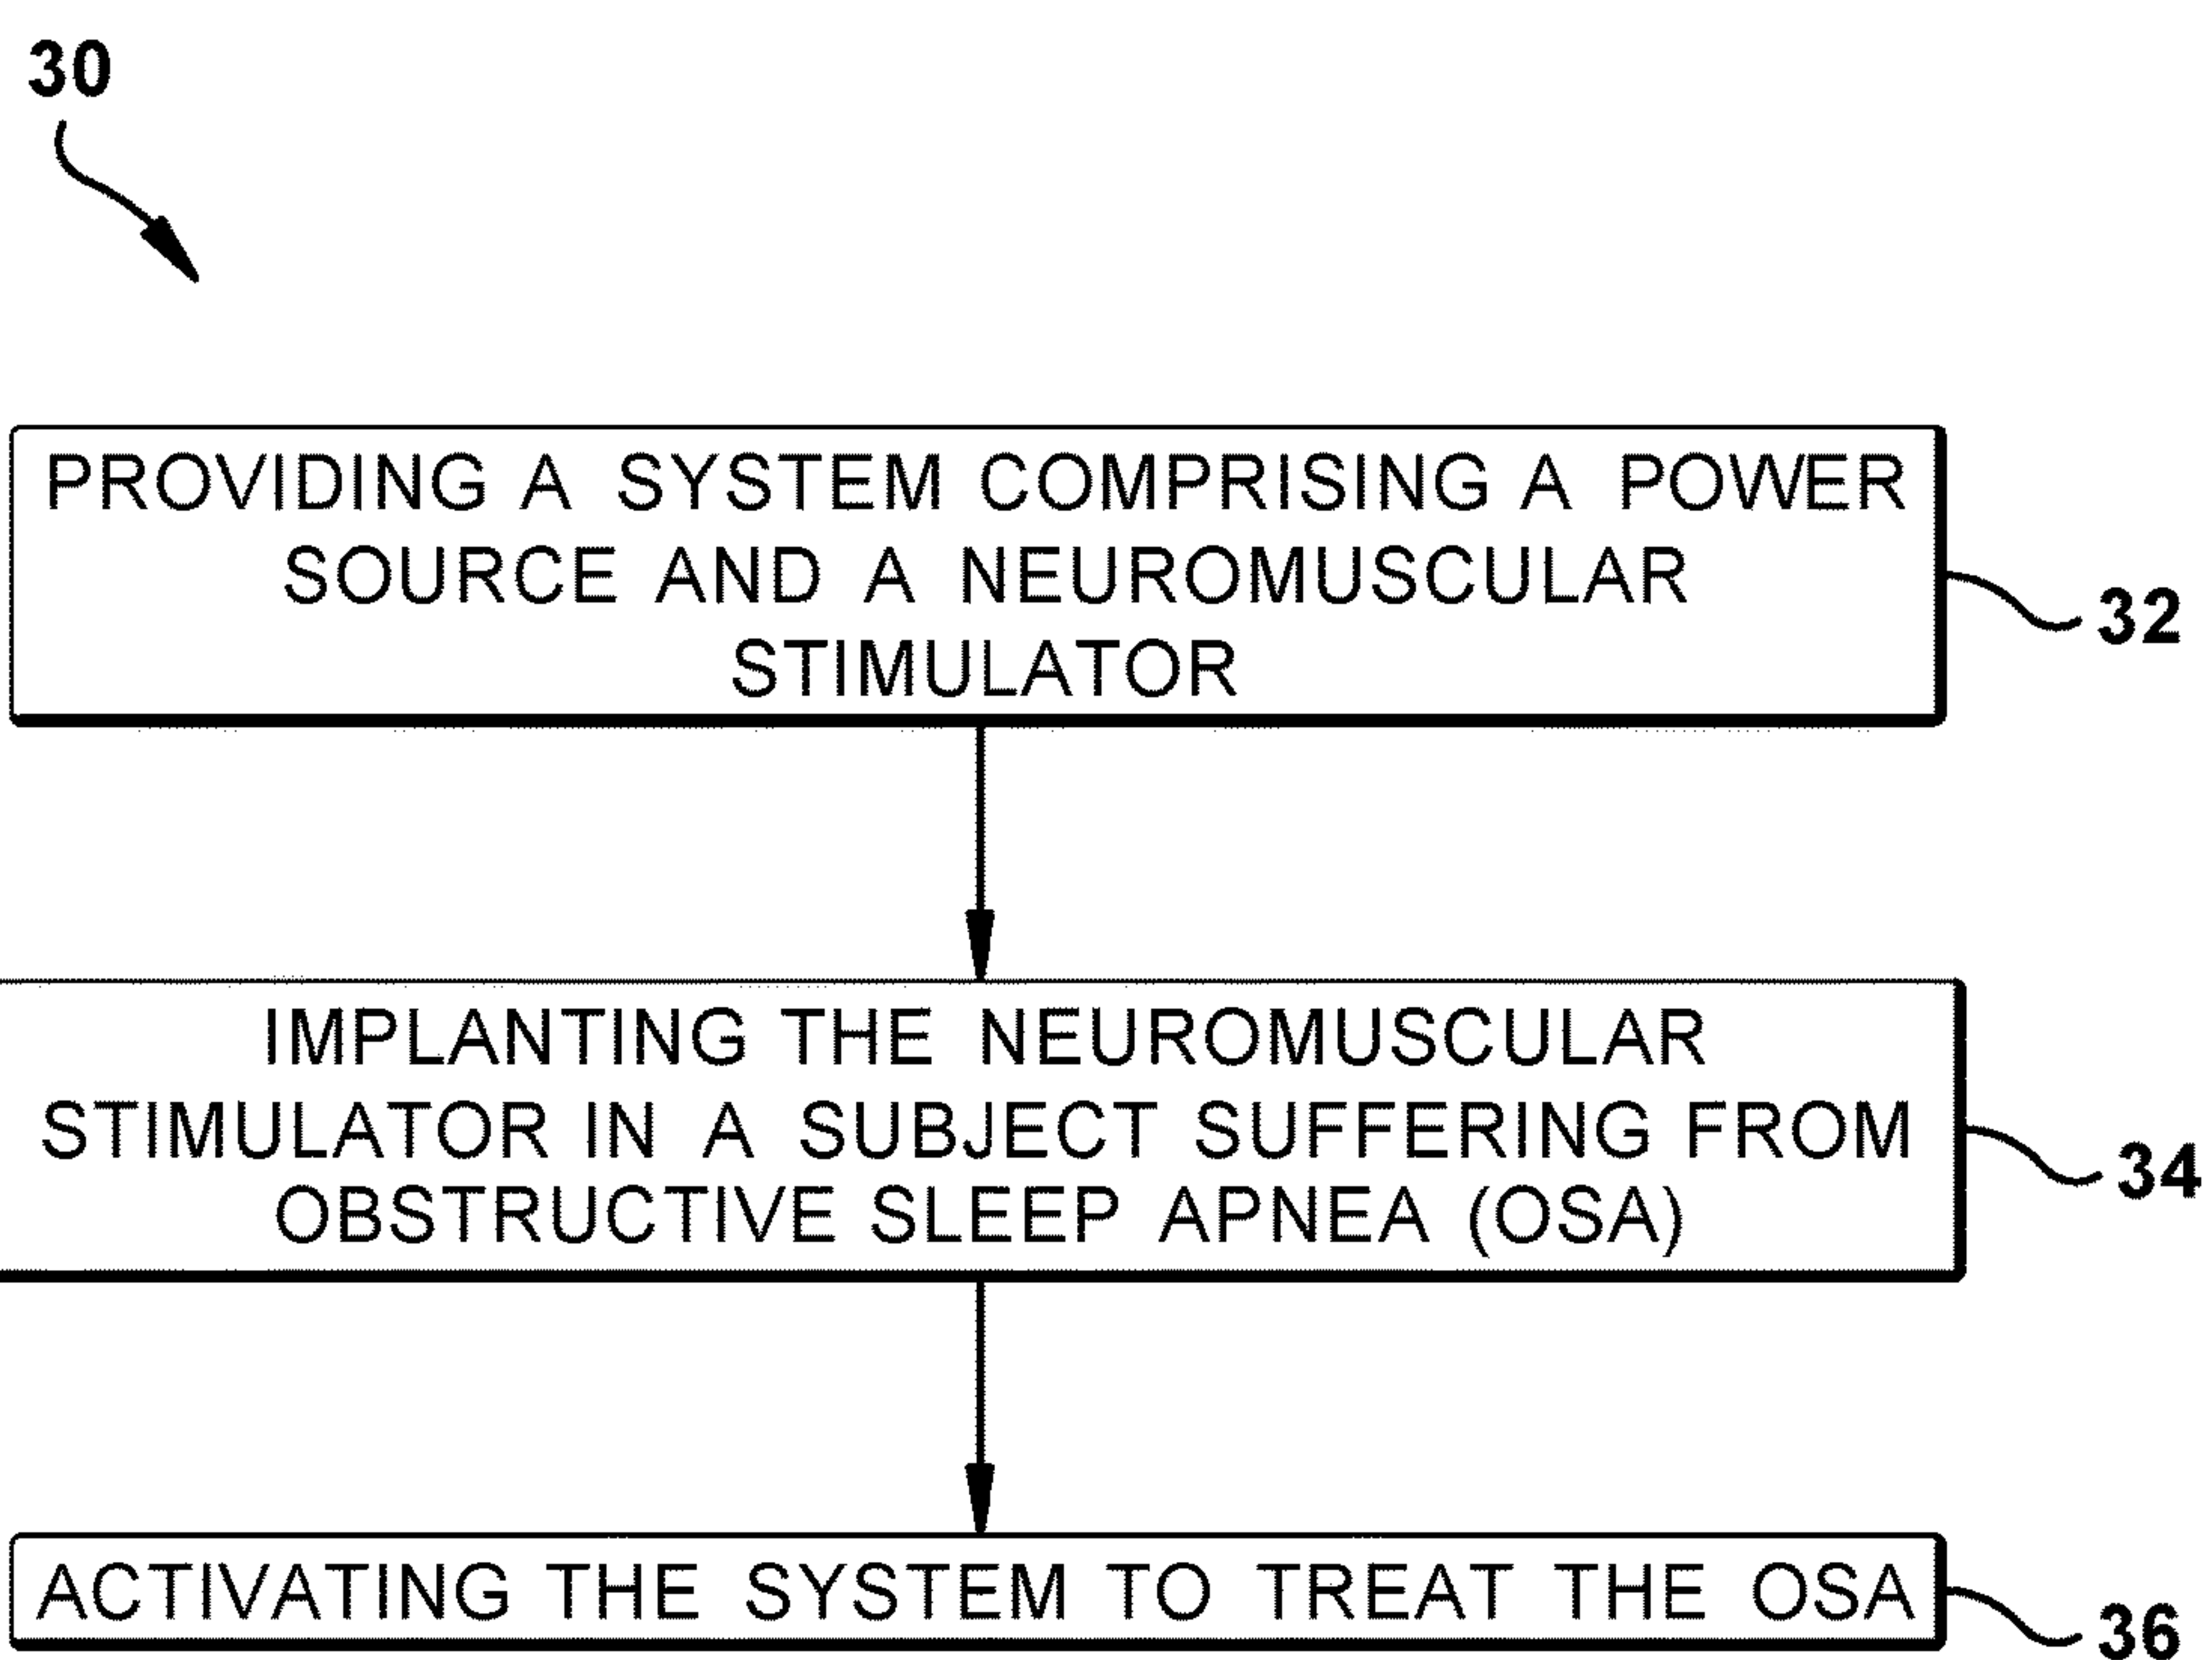 30
PROVIDING A SYSTEM COMPRISING A POWER
SOURCE AND A NEUROMUSCULAR
STIMULATOR
32
IMPLANTING THE NEUROMUSCULAR
STIMULATOR IN A SUBJECT SUFFERING FROM
OBSTRUCTIVE SLEEP APNEA (OSA)
34
ACTIVATING THE SYSTEM TO TREAT THE OSA
36